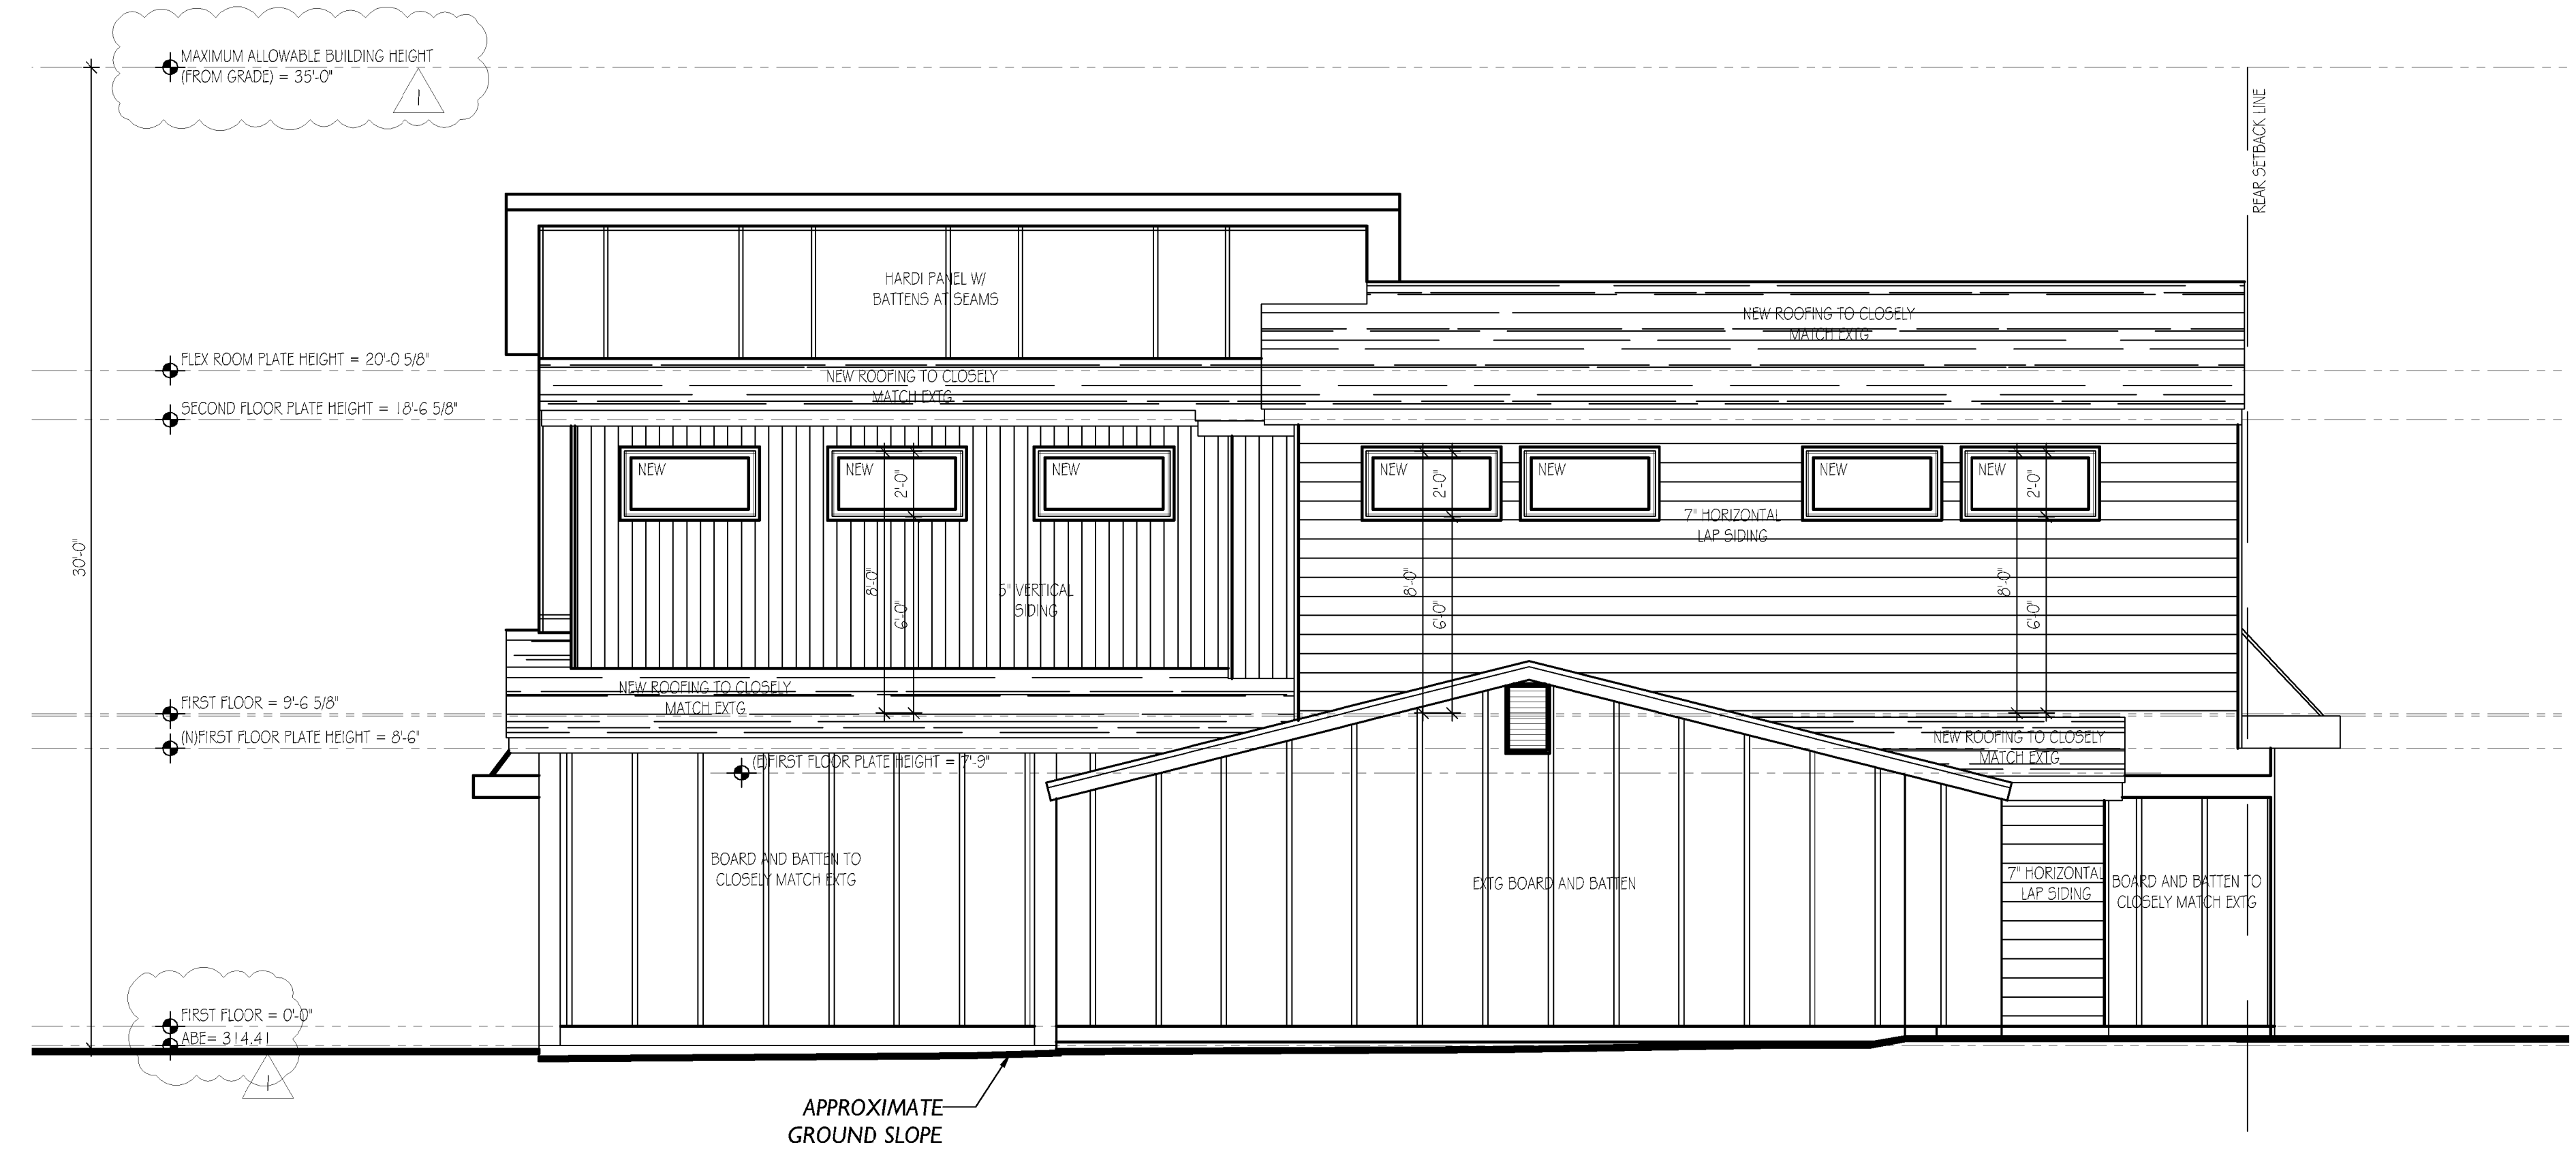 MAXIMUM ALLOWABLE BUILDING HEIGHT
(FROM GRADE) = 35'-0"
1
REAR SETBACK LINE
HARDI PANEL W/
BATTENS AT SEAMS
NEW ROOFING TO CLOSELY
MATCH EXTG
FLEX ROOM PLATE HEIGHT = 20'-0 5/8"
NEW ROOFING TO CLOSELY
MATCH EXTG
SECOND FLOOR PLATE HEIGHT = 18'-6 5/8"
NEW
NEW
NEW
NEW
NEW
NEW
NEW
2'-0"
2'-0"
2'-0"
7" HORIZONTAL
LAP SIDING
30'-0"
8'-0"
6'-0"
5" VERTICAL
SIDING
8'-0"
6'-0"
8'-0"
6'-0"
NEW ROOFING TO CLOSELY
MATCH EXTG
FIRST FLOOR = 9'-6 5/8"
(N)FIRST FLOOR PLATE HEIGHT = 8'-6"
NEW ROOFING TO CLOSELY
MATCH EXTG
(E)FIRST FLOOR PLATE HEIGHT = 7'-9"
BOARD AND BATTEN TO
CLOSELY MATCH EXTG
EXTG BOARD AND BATTEN
7" HORIZONTAL
LAP SIDING
BOARD AND BATTEN TO
CLOSELY MATCH EXTG
FIRST FLOOR = 0'-0"
ABE= 314.41
1
APPROXIMATE
GROUND SLOPE